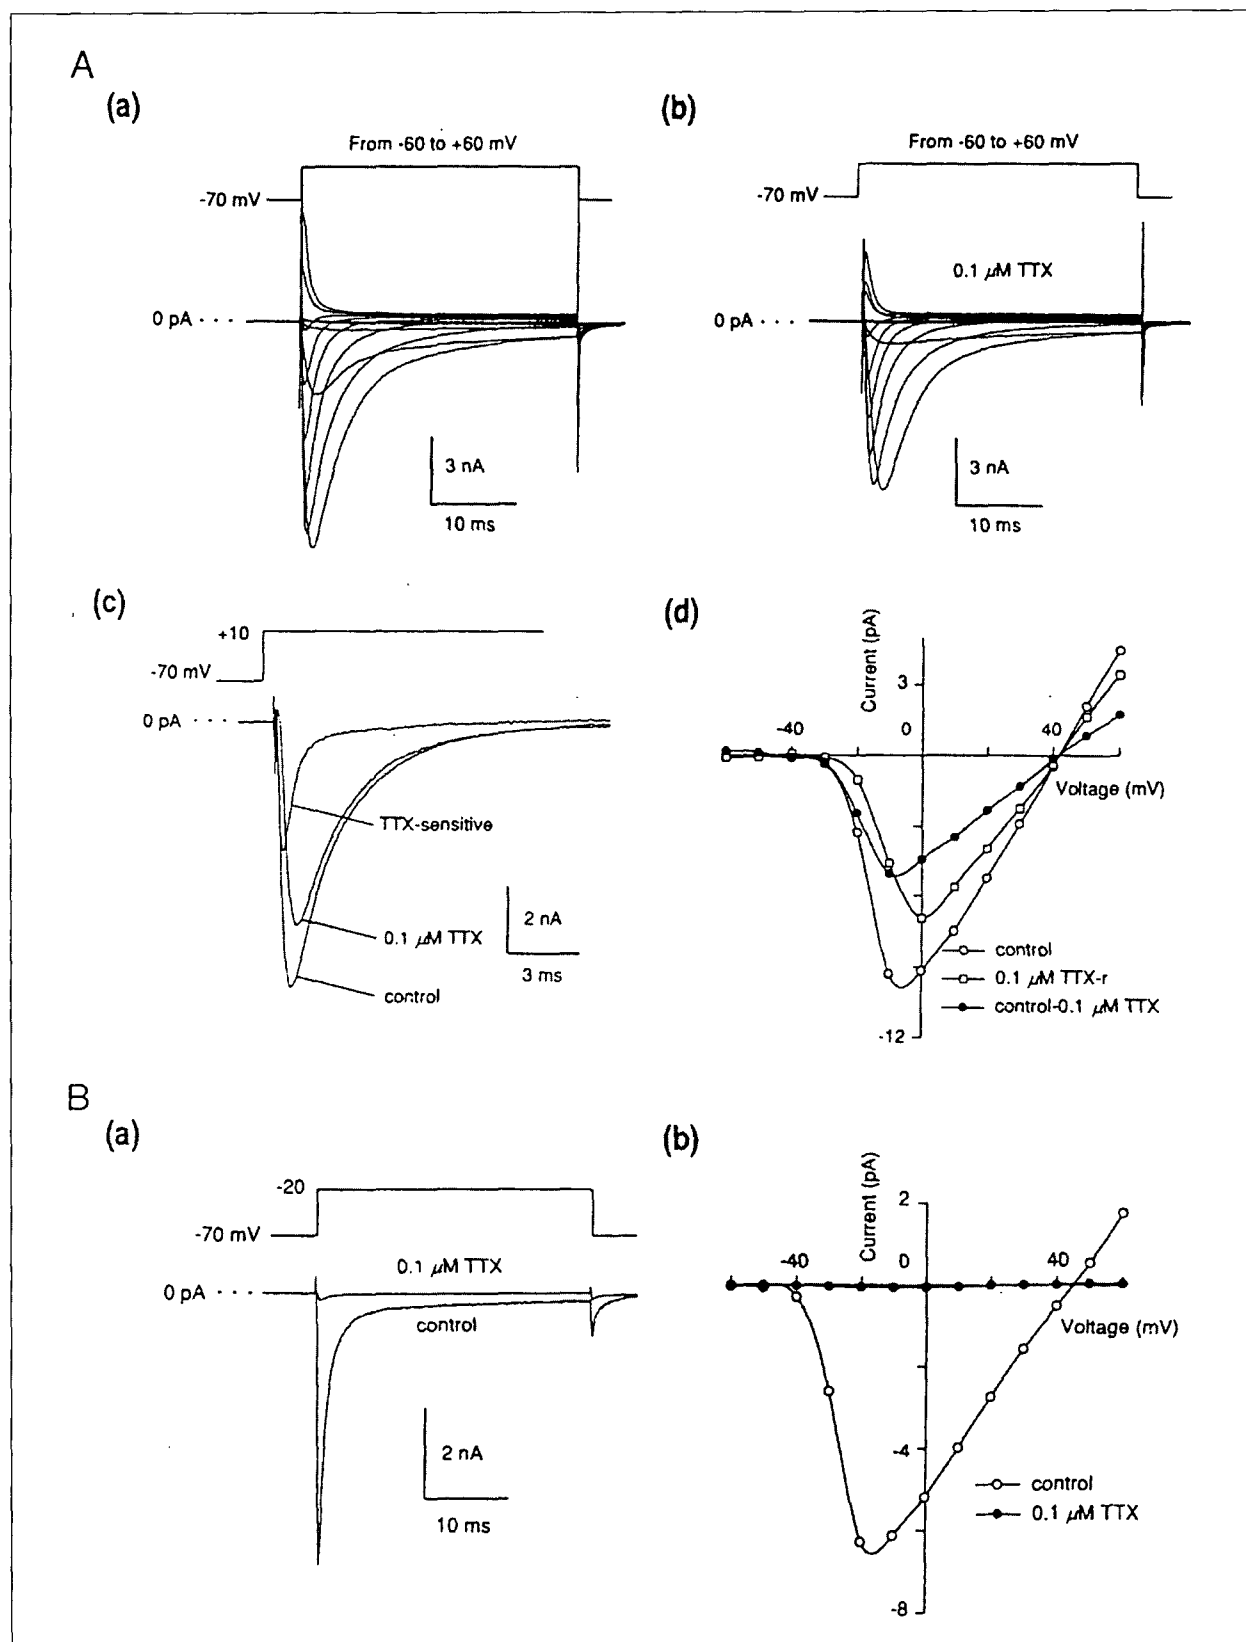 A
(a)
From -60 to +60 mV
-70 mV
0 pA · · ·
3 nA
10 ms
(b)
From -60 to +60 mV
-70 mV
0.1 μM TTX
0 pA · · ·
3 nA
10 ms
(c)
+10
-70 mV
0 pA · · ·
TTX-sensitive
0.1 μM TTX
control
2 nA
3 ms
(d)
Current (pA)
3
-40
0
40
Voltage (mV)
control
0.1 μM TTX-r
control-0.1 μM TTX
-12
B
(a)
-20
-70 mV
0.1 μM TTX
0 pA · · ·
control
2 nA
10 ms
(b)
Current (pA)
2
-40
0
40
Voltage (mV)
-4
control
0.1 μM TTX
-8